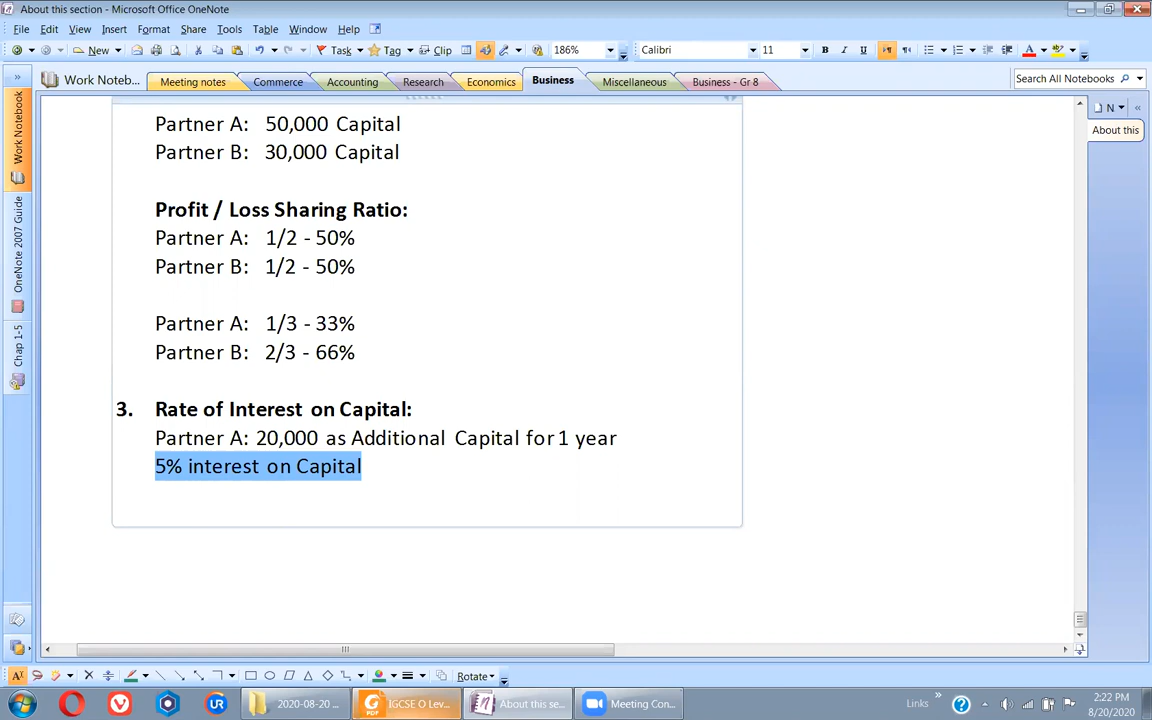 About this section - Microsoft Office OneNote
File Edit View Insert Format Share Tools Table Window Help
New Task Tag Clip 186% Calibri 11 B I U A
Work Noteb... Meeting notes Commerce Accounting Research Economics Business Miscellaneous Business - Gr 8 Search All Notebooks
N
About this
Work Notebook
OneNote 2007 Guide
Chap 1-5
Partner A: 50,000 Capital
Partner B: 30,000 Capital
Profit / Loss Sharing Ratio:
Partner A: 1/2 - 50%
Partner B: 1/2 - 50%
Partner A: 1/3 - 33%
Partner B: 2/3 - 66%
3. Rate of Interest on Capital:
Partner A: 20,000 as Additional Capital for 1 year
5% interest on Capital
Rotate
2020-08-20 ... IGCSE O Lev... About this se... Meeting Con... Links 2:22 PM
8/20/2020